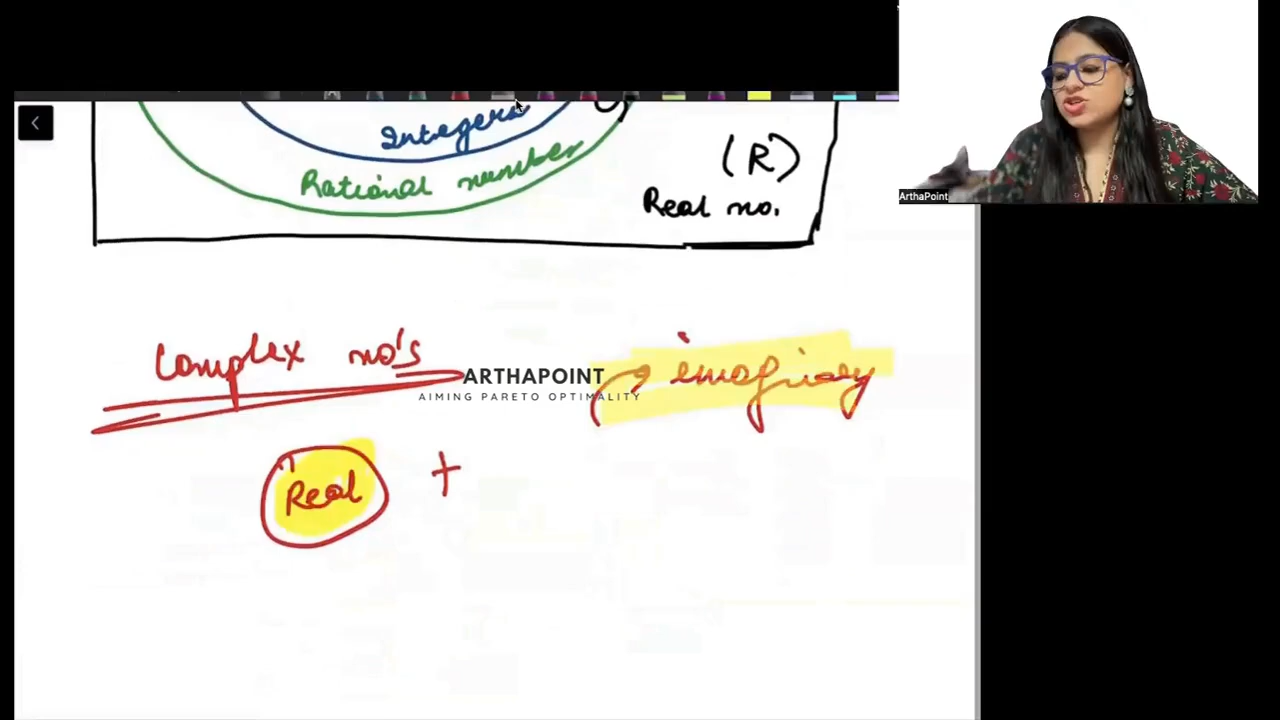 Integers
Rational number
(R)
Real no.
ArthaPoint
Complex no's
imaginary
ARTHAPOINT
AIMING PARETO OPTIMALITY
Real +